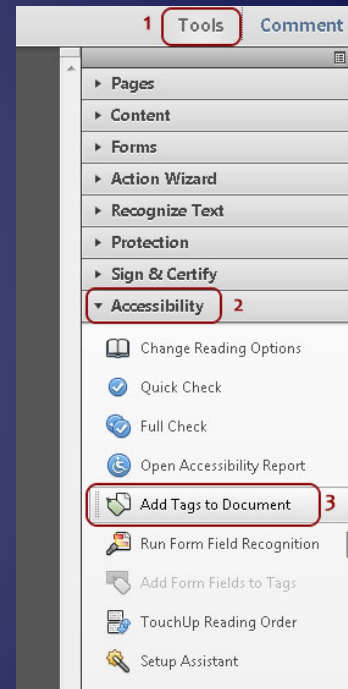 1 Tools Comment
Pages
Content
Forms
Action Wizard
Recognize Text
Protection
Sign & Certify
Accessibility 2
Change Reading Options
Quick Check
Full Check
Open Accessibility Report
Add Tags to Document 3
Run Form Field Recognition
Add Form Fields to Tags
TouchUp Reading Order
Setup Assistant